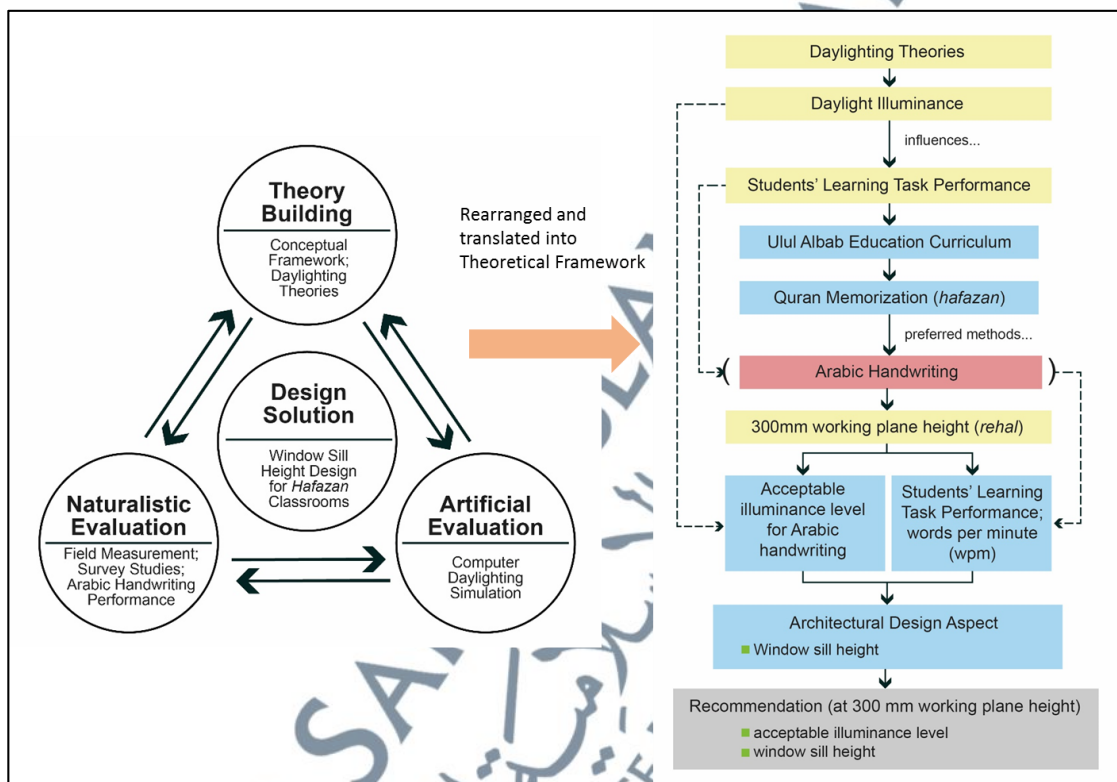 Theory
Building
Conceptual
Framework;
Daylighting
Theories
Design
Solution
Window Sill
Height Design
for Hafazan
Classrooms
Naturalistic
Evaluation
Field Measurement;
Survey Studies;
Arabic Handwriting
Performance
Artificial
Evaluation
Computer
Daylighting
Simulation
Rearranged and
translated into
Theoretical Framework
Daylighting Theories
Daylight Illuminance
influences...
Students' Learning Task Performance
Ulul Albab Education Curriculum
Quran Memorization (hafazan)
preferred methods...
( Arabic Handwriting )
300mm working plane height (rehal)
Acceptable
illuminance level
for Arabic
handwriting
Students' Learning
Task Performance;
words per minute
(wpm)
Architectural Design Aspect
Window sill height
Recommendation (at 300 mm working plane height)
acceptable illuminance level
window sill height